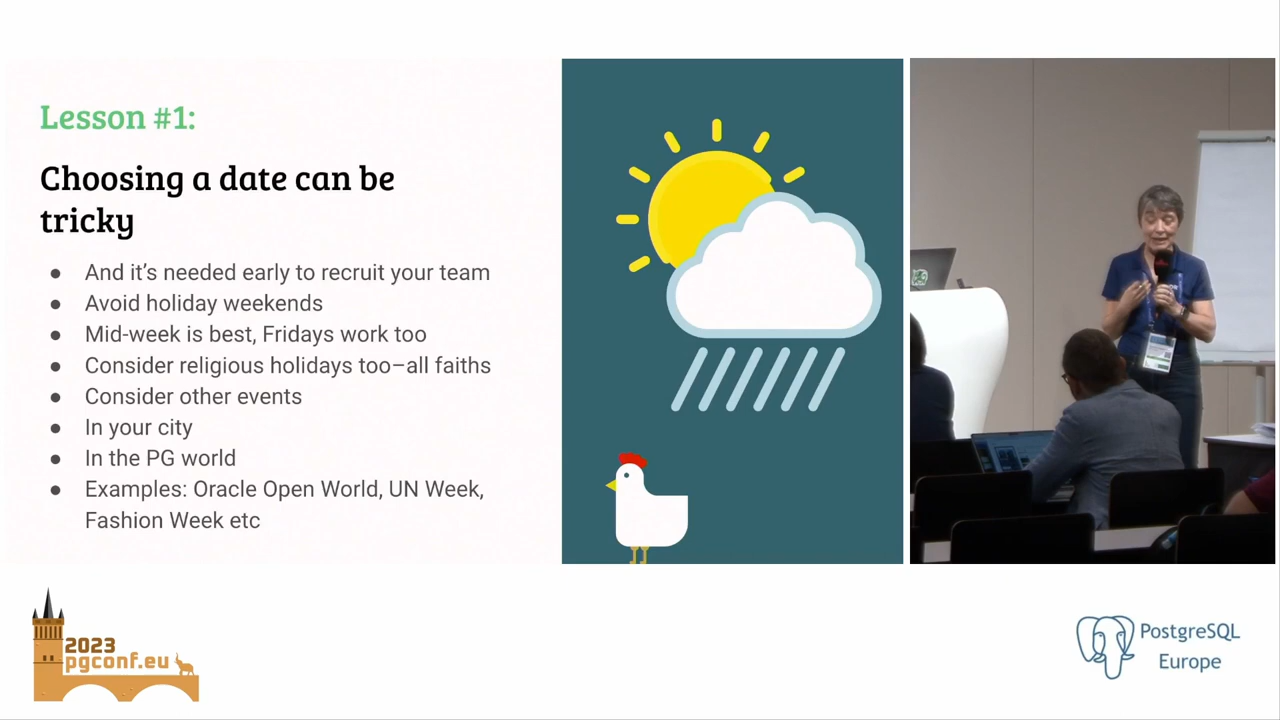 Lesson #1:
Choosing a date can be
tricky
● And it's needed early to recruit your team
● Avoid holiday weekends
● Mid-week is best, Fridays work too
● Consider religious holidays too–all faiths
● Consider other events
● In your city
● In the PG world
● Examples: Oracle Open World, UN Week,
Fashion Week etc
2023
pgconf.eu
PostgreSQL
Europe